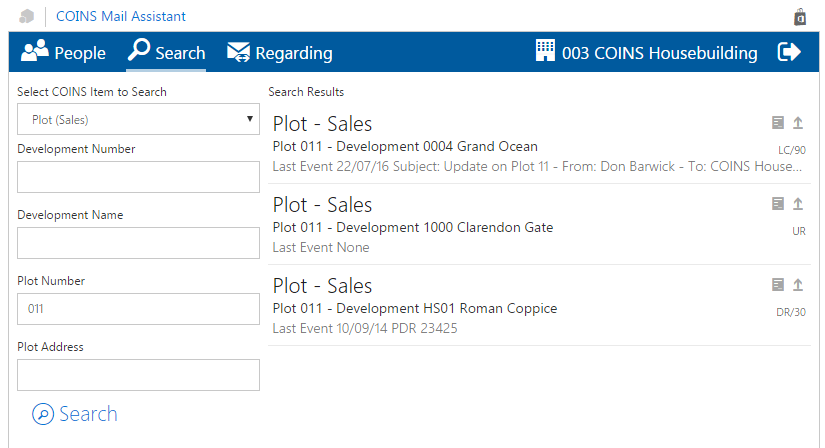 COINS Mail Assistant
People Search Regarding 003 COINS Housebuilding
Select COINS Item to Search
Plot (Sales)
Development Number
Development Name
Plot Number
011
Plot Address
Search
Search Results
Plot - Sales
Plot 011 - Development 0004 Grand Ocean
LC/90
Last Event 22/07/16 Subject: Update on Plot 11 - From: Don Barwick - To: COINS House...
Plot - Sales
Plot 011 - Development 1000 Clarendon Gate
UR
Last Event None
Plot - Sales
Plot 011 - Development HS01 Roman Coppice
DR/30
Last Event 10/09/14 PDR 23425